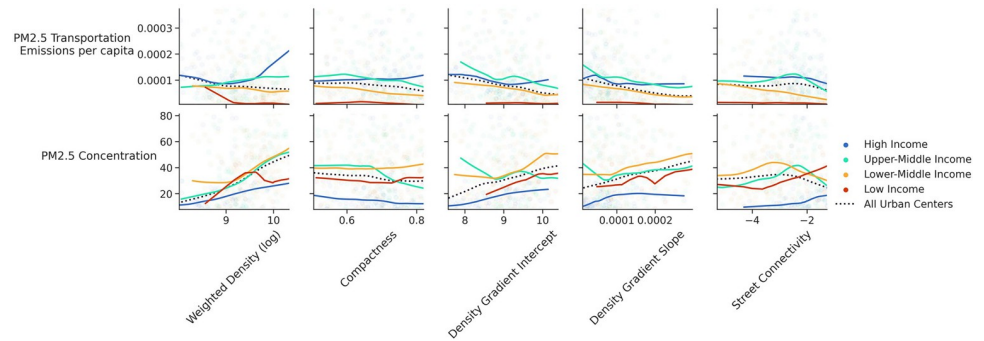 PM2.5 Transportation
Emissions per capita
0.0003
0.0002
0.0001
PM2.5 Concentration
80
60
40
20
9 10
0.6 0.8
8 9 10
0.0001 0.0002
−4 −2
Weighted Density (log)
Compactness
Density Gradient Intercept
Density Gradient Slope
Street Connectivity
High Income
Upper-Middle Income
Lower-Middle Income
Low Income
All Urban Centers